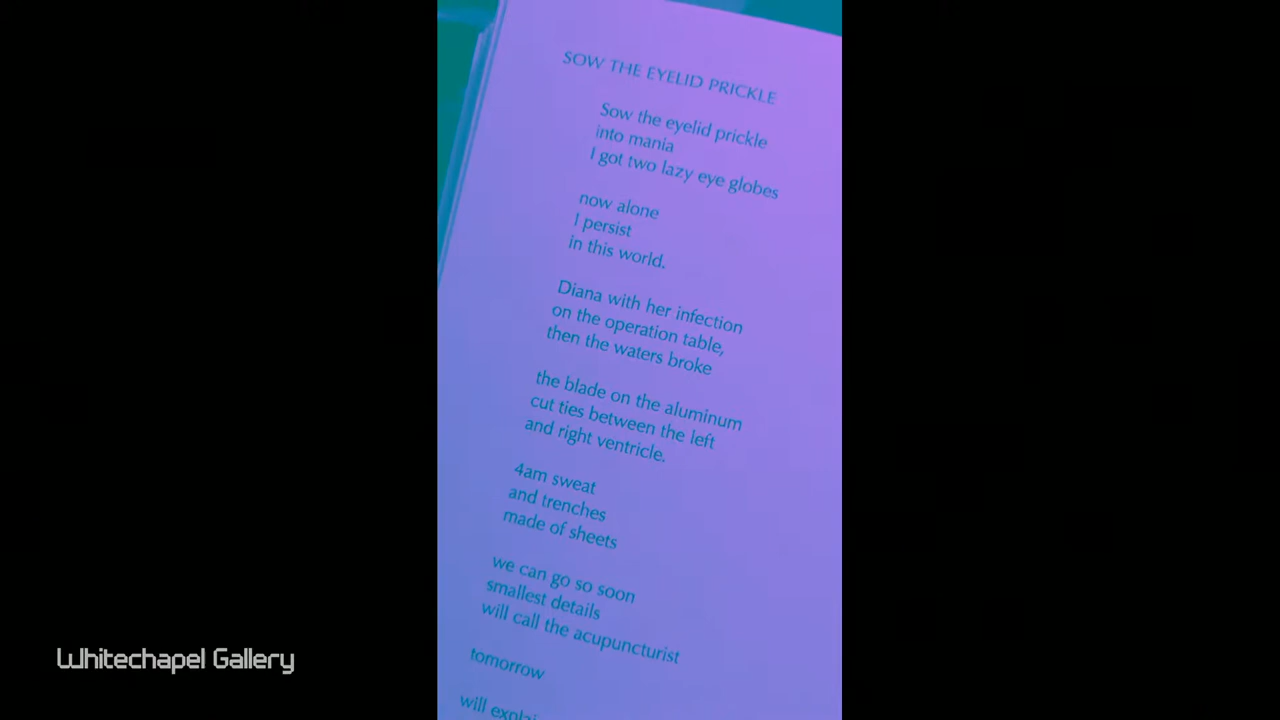 SOW THE EYELID PRICKLE
Sow the eyelid prickle
into mania
I got two lazy eye globes
now alone
I persist
in this world.
Diana with her infection
on the operation table,
then the waters broke
the blade on the aluminum
cut ties between the left
and right ventricle.
4am sweat
and trenches
made of sheets
we can go so soon
smallest details
will call the acupuncturist
tomorrow
will
Whitechapel Gallery